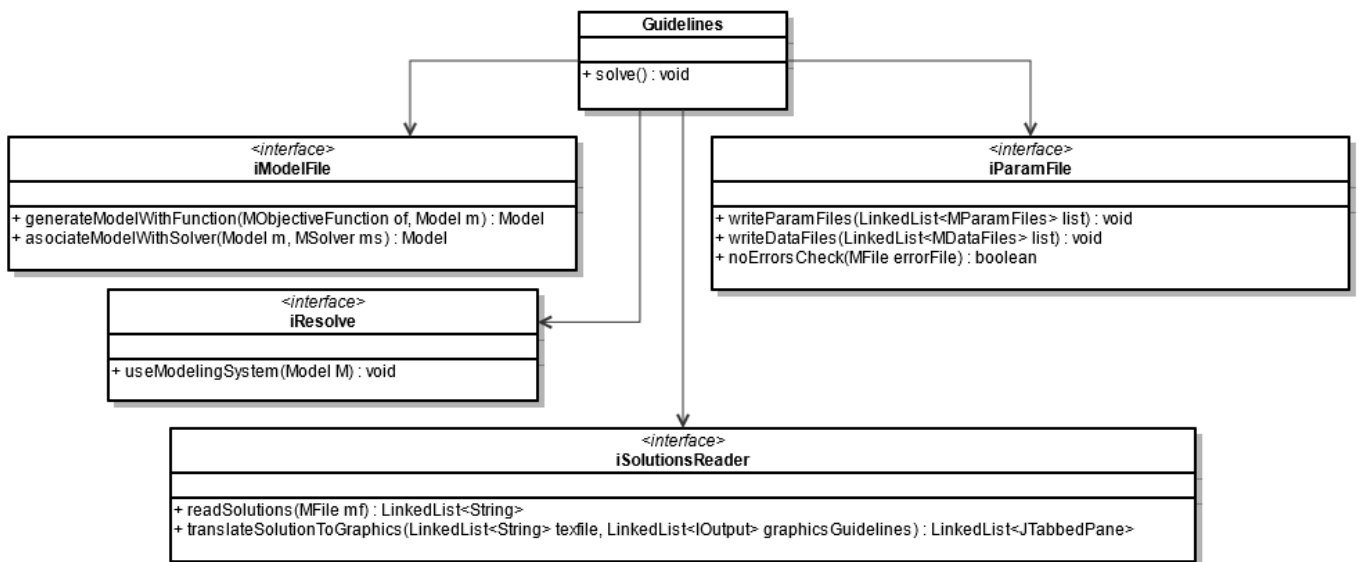 Guidelines
+ solve() : void
<interface>
iModelFile
+ generateModelWithFunction(MObjectiveFunction of, Model m) : Model
+ asociateModelWithSolver(Model m, MSolver ms) : Model
<interface>
iParamFile
+ writeParamFiles(LinkedList<MParamFiles> list) : void
+ writeDataFiles(LinkedList<MDataFiles> list) : void
+ noErrorsCheck(MFile errorFile) : boolean
<interface>
iResolve
+ useModelingSystem(Model M) : void
<interface>
iSolutionsReader
+ readSolutions(MFile mf) : LinkedList<String>
+ translateSolutionToGraphics(LinkedList<String> texfile, LinkedList<IOutput> graphicsGuidelines) : LinkedList<JTabbedPane>